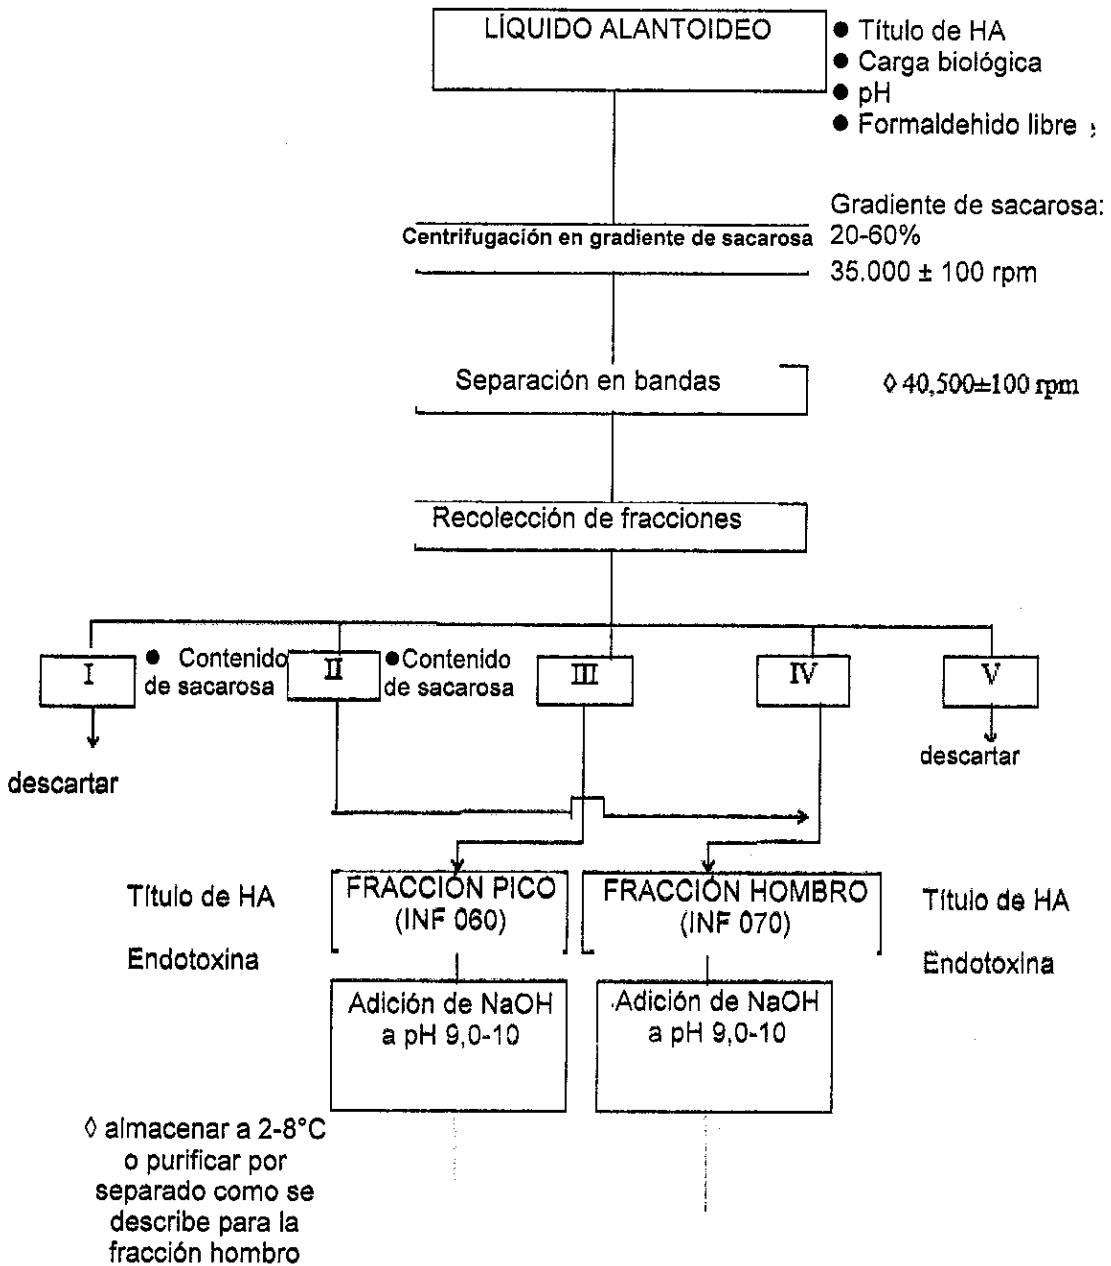 LÍQUIDO ALANTOIDEO
● Título de HA
● Carga biológica
● pH
● Formaldehido libre ;
Centrifugación en gradiente de sacarosa
Gradiente de sacarosa:
20-60%
35.000 ± 100 rpm
Separación en bandas
◊ 40,500±100 rpm
Recolección de fracciones
I
● Contenido
de sacarosa
II
●Contenido
de sacarosa
III
IV
V
descartar
descartar
Título de HA
Endotoxina
FRACCIÓN PICO
(INF 060)
FRACCIÓN HOMBRO
(INF 070)
Título de HA
Endotoxina
Adición de NaOH
a pH 9,0-10
Adición de NaOH
a pH 9,0-10
◊ almacenar a 2-8°C
o purificar por
separado como se
describe para la
fracción hombro